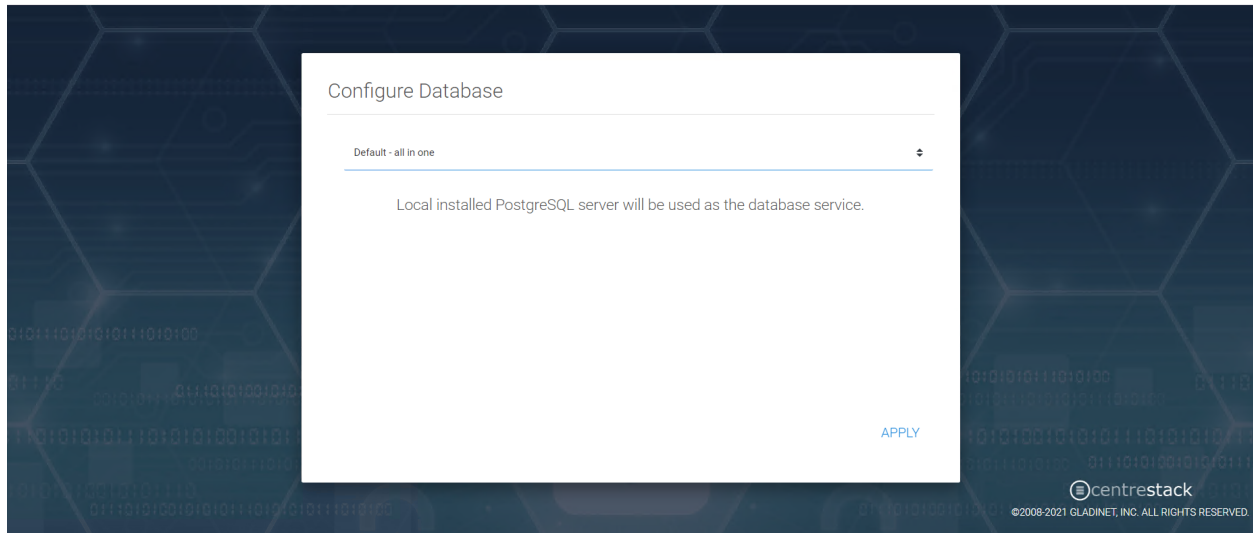 Configure Database
Default - all in one
Local installed PostgreSQL server will be used as the database service.
APPLY
centrestack
©2008-2021 GLADINET, INC. ALL RIGHTS RESERVED.